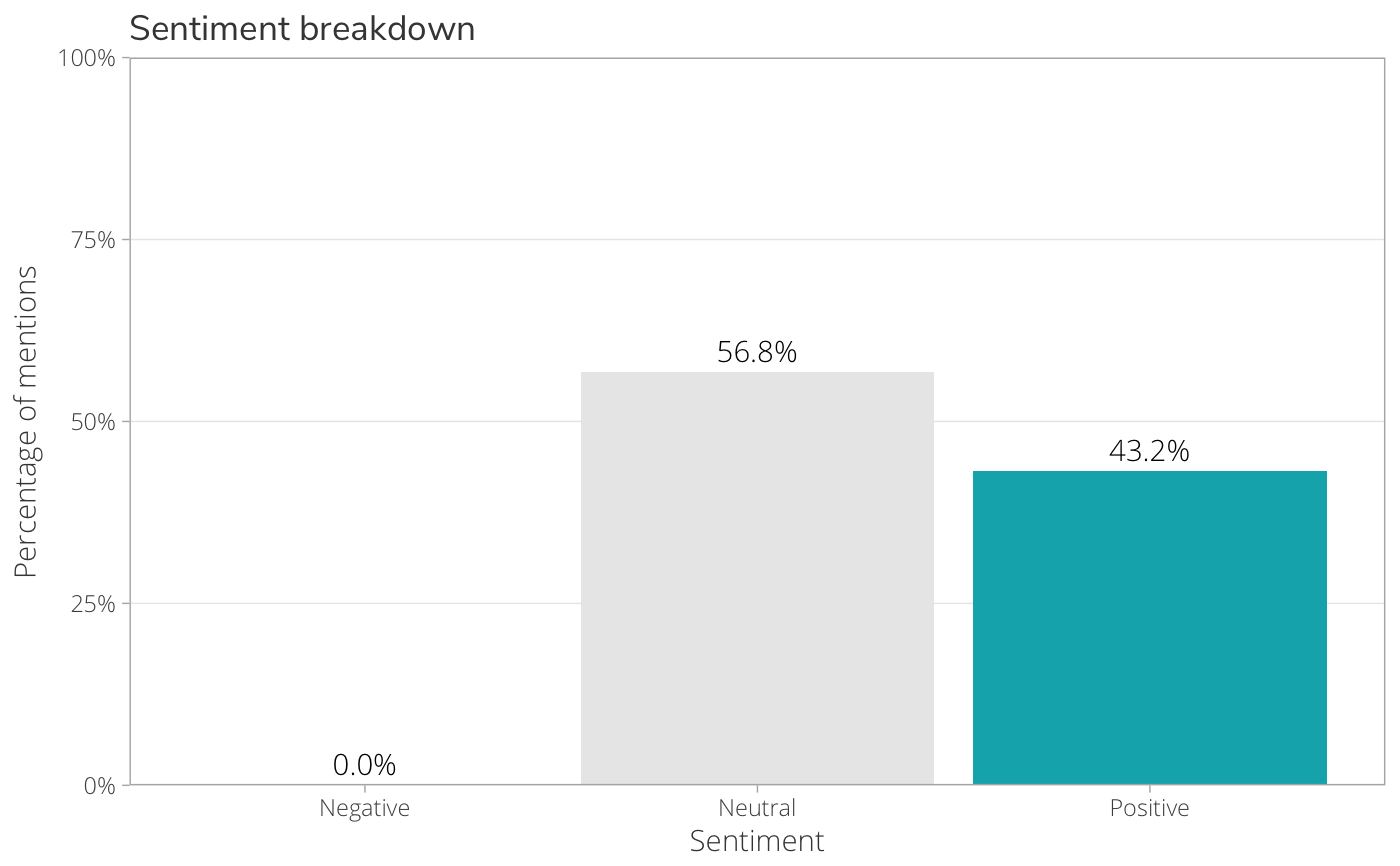 Sentiment breakdown
100%
75%
50%
25%
0%
Percentage of mentions
0.0%
56.8%
43.2%
Negative
Neutral
Positive
Sentiment